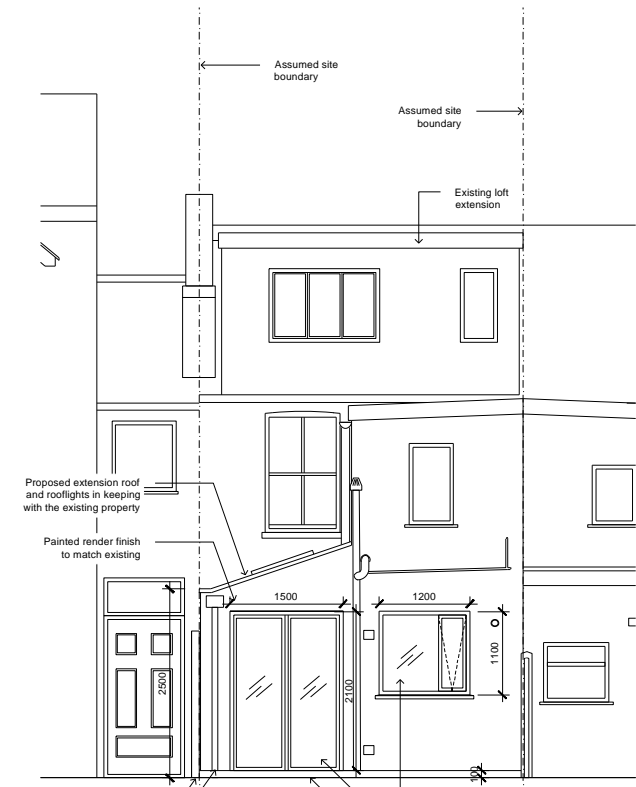 Assumed site
boundary
Assumed site
boundary
Existing loft
extension
Proposed extension roof
and rooflights in keeping
with the existing property
Painted render finish
to match existing
1500
1200
2500
2100
1100
100